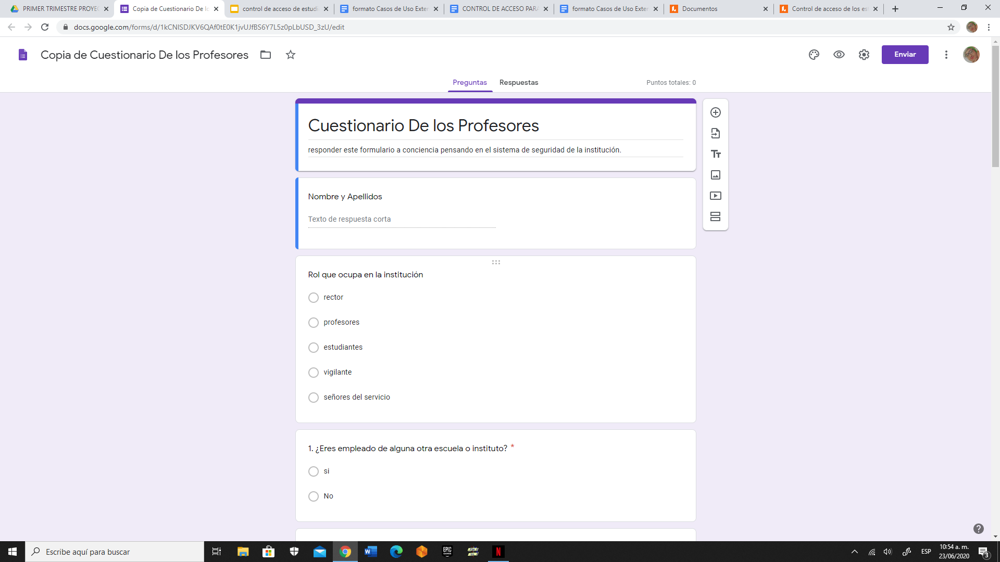 PRIMER TRIMESTRE PROYEC
Copia de Cuestionario De lo
control de acceso de estudi
formato Casos de Uso Exter
CONTROL DE ACCESO PARA
formato Casos de Uso Exter
Documentos
Control de acceso de los es
docs.google.com/forms/d/1kCNlSDJKV6QAf0tE0K1jvUJfBS6Y7L5z0pLbUSD_3zU/edit
Copia de Cuestionario De los Profesores
Enviar
Preguntas
Respuestas
Puntos totales: 0
Cuestionario De los Profesores
responder este formulario a conciencia pensando en el sistema de seguridad de la institución.
Nombre y Apellidos
Texto de respuesta corta
Rol que ocupa en la institución
rector
profesores
estudiantes
vigilante
señores del servicio
1. ¿Eres empleado de alguna otra escuela o instituto? *
si
No
Escribe aquí para buscar
EPIC
GAMES
ESP
10:54 a. m.
23/06/2020
3